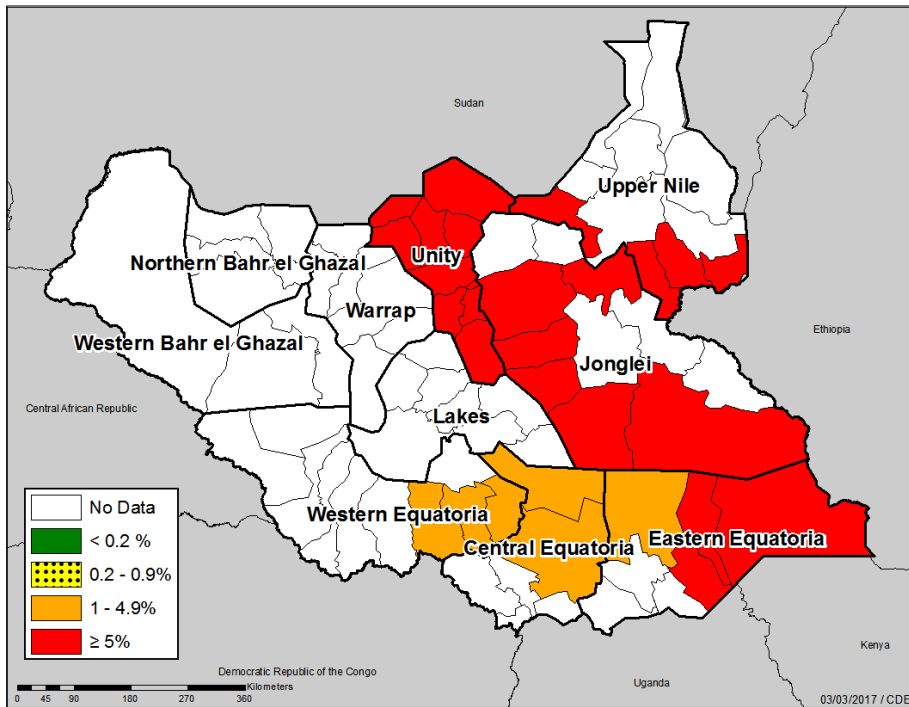 Sudan
Upper Nile
Northern Bahr el Ghazal
Unity
Warrap
Ethiopia
Western Bahr el Ghazal
Jonglei
Central African Republic
Lakes
No Data
< 0.2 %
0.2 - 0.9%
1 - 4.9%
≥ 5%
Western Equatoria
Central Equatoria
Eastern Equatoria
Kenya
Democratic Republic of the Congo
Uganda
Kilometers
0 45 90 180 270 360
03/03/2017 / CDE